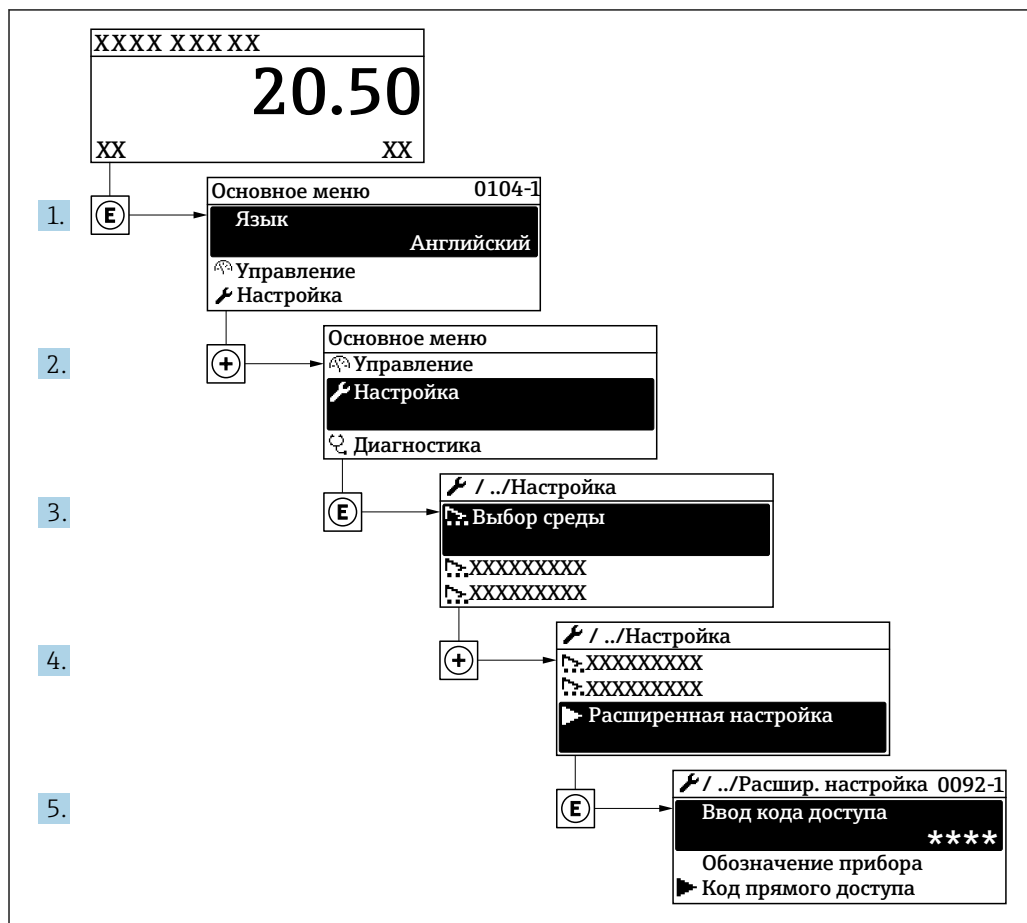 XXXX XXXXX
20.50
XX XX
1. E
Основное меню 0104-1
Язык
Английский
Управление
Настройка
2. +
Основное меню
Управление
Настройка
Диагностика
3. E
/ ../Настройка
Выбор среды
XXXXXXXXX
XXXXXXXXX
4. +
/ ../Настройка
XXXXXXXXX
XXXXXXXXX
Расширенная настройка
5. E
/ ../Расшир. настройка 0092-1
Ввод кода доступа
****
Обозначение прибора
Код прямого доступа